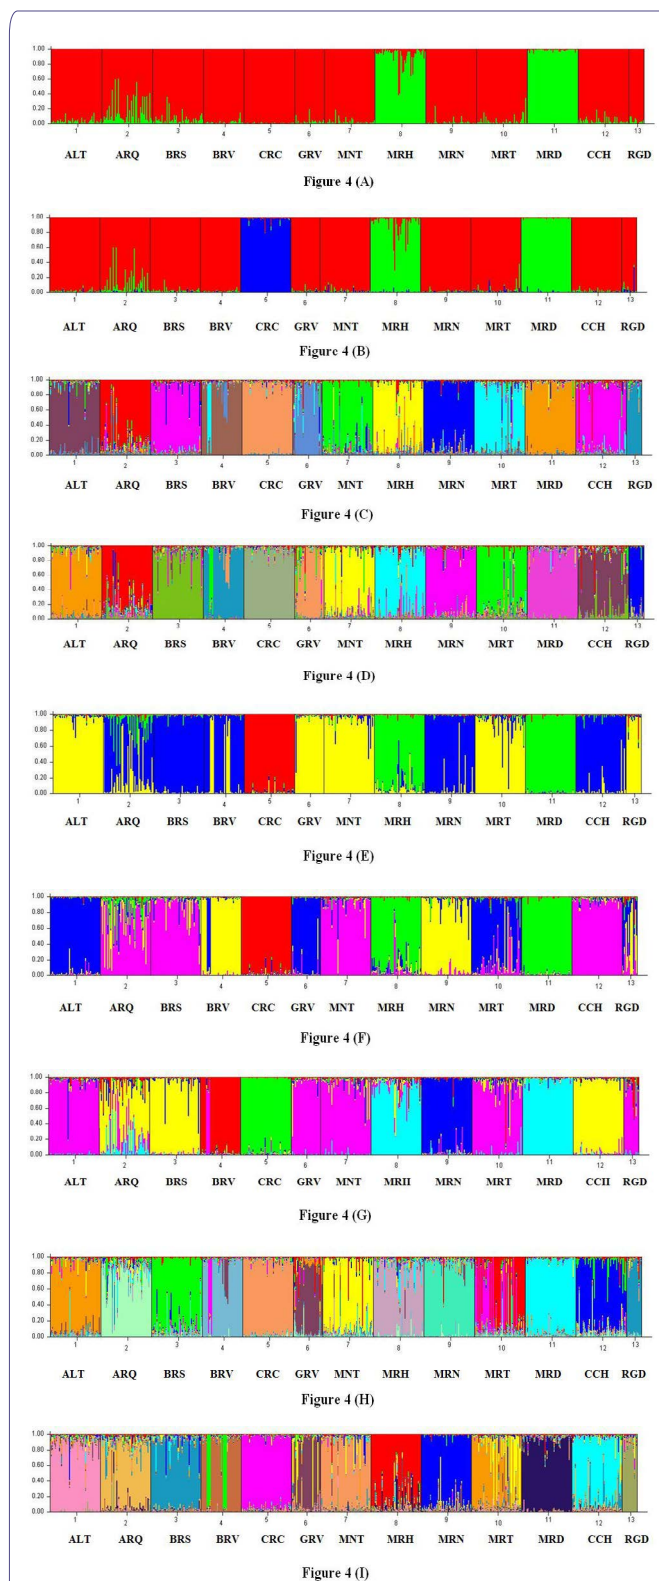 1.00
0.80
0.60
0.40
0.20
0.00
1 2 3 4 5 6 7 8 9 10 11 12 13
ALT ARQ BRS BRV CRC GRV MNT MRH MRN MRT MRD CCH RGD
Figure 4 (A)
1.00
0.80
0.60
0.40
0.20
0.00
1 2 3 4 5 6 7 8 9 10 11 12 13
ALT ARQ BRS BRV CRC GRV MNT MRH MRN MRT MRD CCH RGD
Figure 4 (B)
1.00
0.80
0.60
0.40
0.20
0.00
1 2 3 4 5 6 7 8 9 10 11 12 13
ALT ARQ BRS BRV CRC GRV MNT MRH MRN MRT MRD CCH RGD
Figure 4 (C)
1.00
0.80
0.60
0.40
0.20
0.00
1 2 3 4 5 6 7 8 9 10 11 12 13
ALT ARQ BRS BRV CRC GRV MNT MRH MRN MRT MRD CCH RGD
Figure 4 (D)
1.00
0.80
0.60
0.40
0.20
0.00
1 2 3 4 5 6 7 8 9 10 11 12 13
ALT ARQ BRS BRV CRC GRV MNT MRH MRN MRT MRD CCH RGD
Figure 4 (E)
1.00
0.80
0.60
0.40
0.20
0.00
1 2 3 4 5 6 7 8 9 10 11 12 13
ALT ARQ BRS BRV CRC GRV MNT MRH MRN MRT MRD CCH RGD
Figure 4 (F)
1.00
0.80
0.60
0.40
0.20
0.00
1 2 3 4 5 6 7 8 9 10 11 12 13
ALT ARQ BRS BRV CRC GRV MNT MRH MRN MRT MRD CCH RGD
Figure 4 (G)
1.00
0.80
0.60
0.40
0.20
0.00
1 2 3 4 5 6 7 8 9 10 11 12 13
ALT ARQ BRS BRV CRC GRV MNT MRH MRN MRT MRD CCH RGD
Figure 4 (H)
1.00
0.80
0.60
0.40
0.20
0.00
1 2 3 4 5 6 7 8 9 10 11 12 13
ALT ARQ BRS BRV CRC GRV MNT MRH MRN MRT MRD CCH RGD
Figure 4 (I)